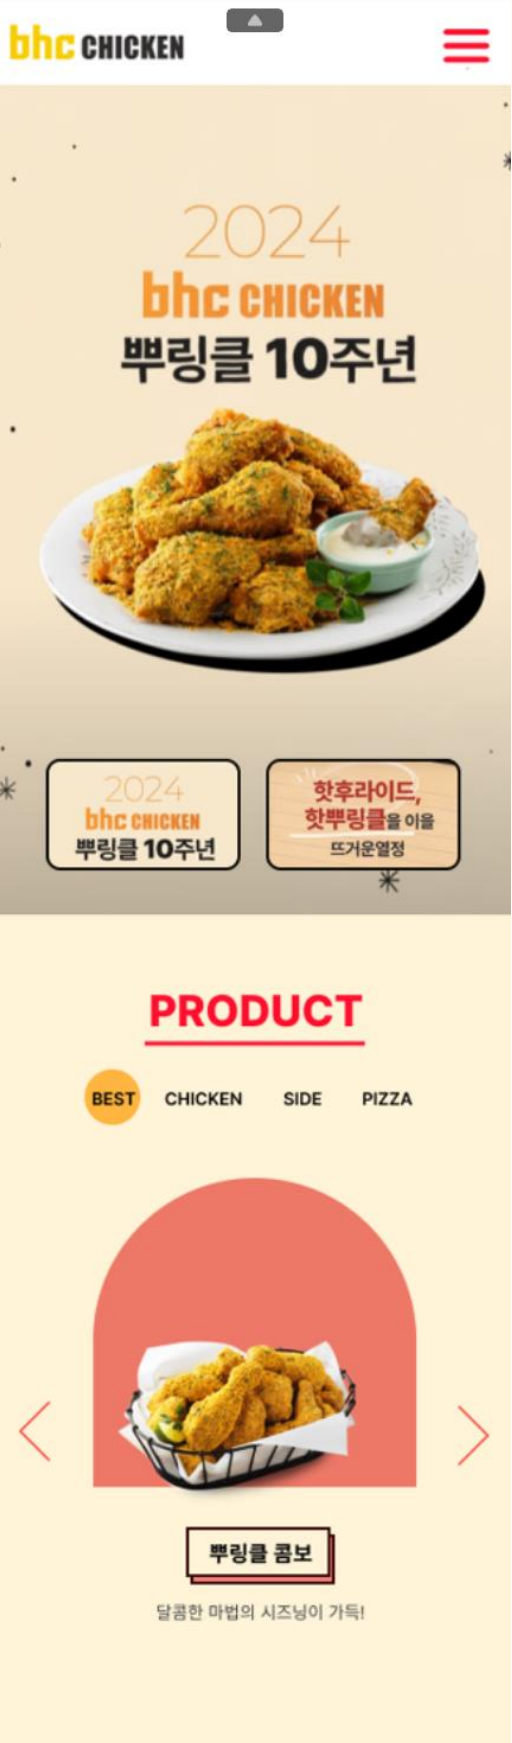 bhc CHICKEN
2024
bhc CHICKEN
뿌링클 10주년
2024
bhc CHICKEN
뿌링클 10주년
핫후라이드,
핫뿌링클을 이을
뜨거운열정
PRODUCT
BEST CHICKEN SIDE PIZZA
뿌링클 콤보
달콤한 마법의 시즈닝이 가득!